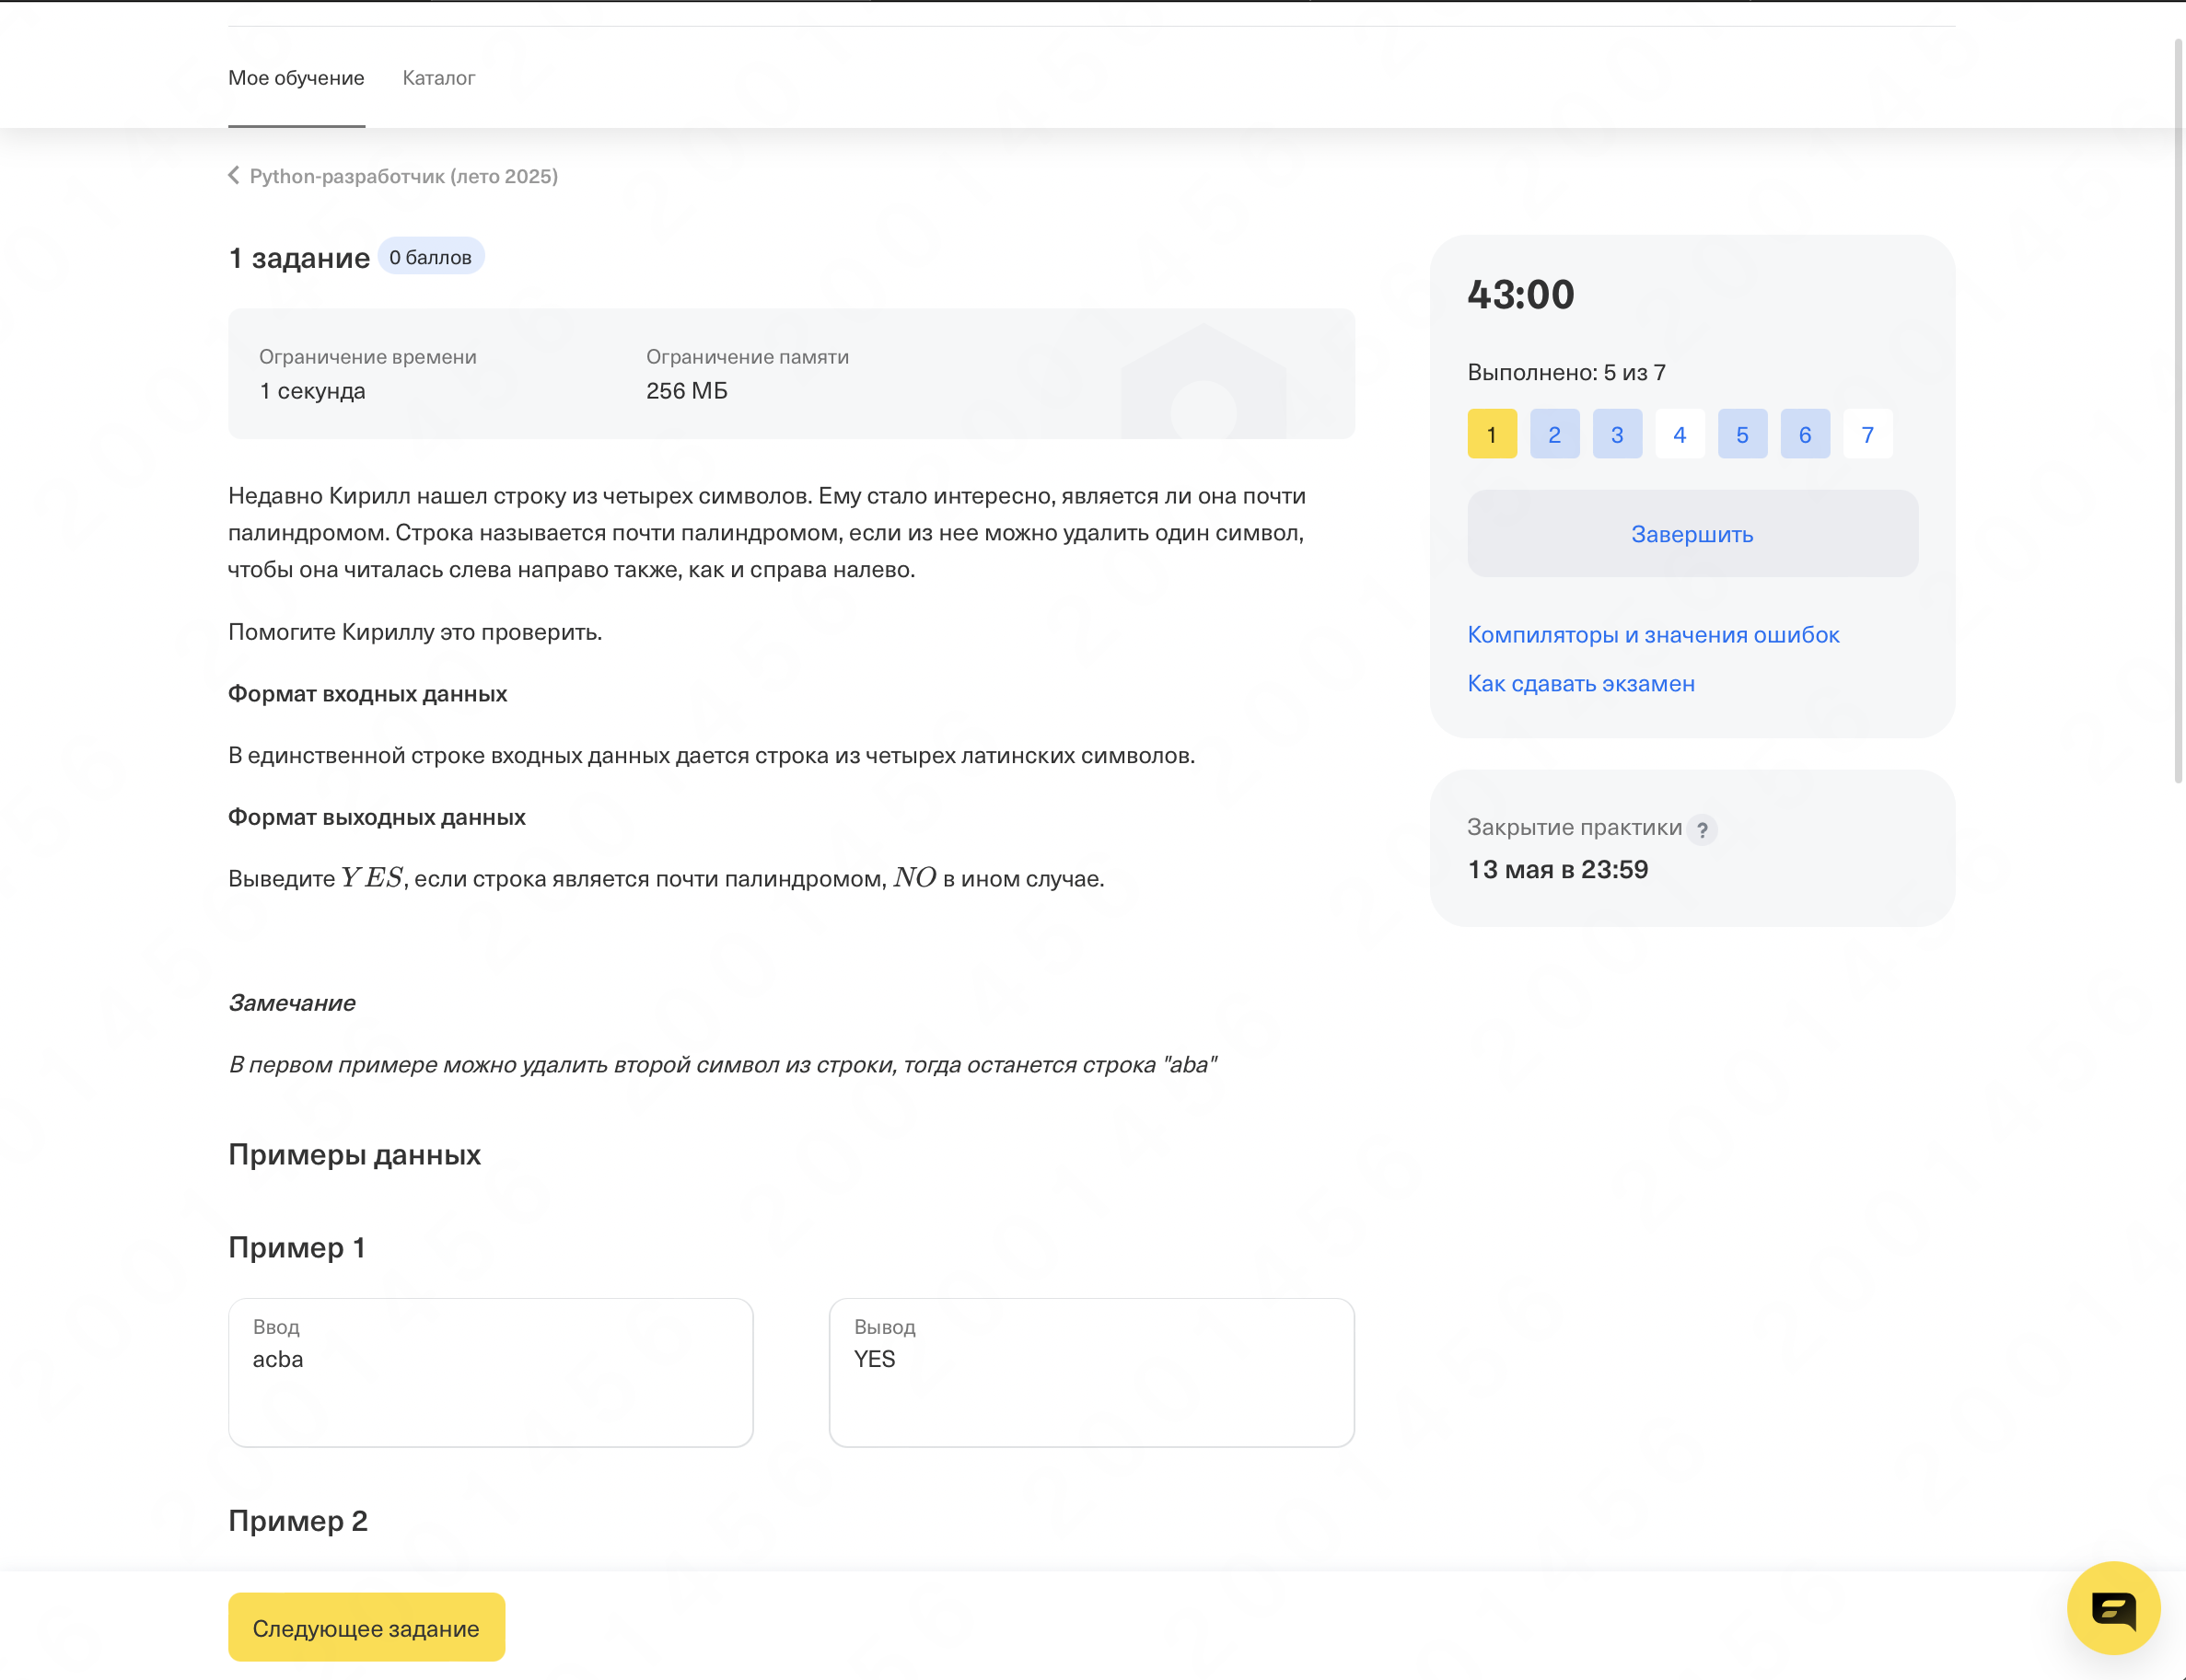 Мое обучение
Каталог
Python-разработчик (лето 2025)
1 задание
0 баллов
Ограничение времени
1 секунда
Ограничение памяти
256 МБ
Недавно Кирилл нашел строку из четырех символов. Ему стало интересно, является ли она почти
палиндромом. Строка называется почти палиндромом, если из нее можно удалить один символ,
чтобы она читалась слева направо также, как и справа налево.
Помогите Кириллу это проверить.
Формат входных данных
В единственной строке входных данных дается строка из четырех латинских символов.
Формат выходных данных
Выведите YES, если строка является почти палиндромом, NO в ином случае.
Замечание
В первом примере можно удалить второй символ из строки, тогда останется строка "aba"
Примеры данных
Пример 1
Ввод
acba
Вывод
YES
Пример 2
Следующее задание
43:00
Выполнено: 5 из 7
1 2 3 4 5 6 7
Завершить
Компиляторы и значения ошибок
Как сдавать экзамен
Закрытие практики ?
13 мая в 23:59